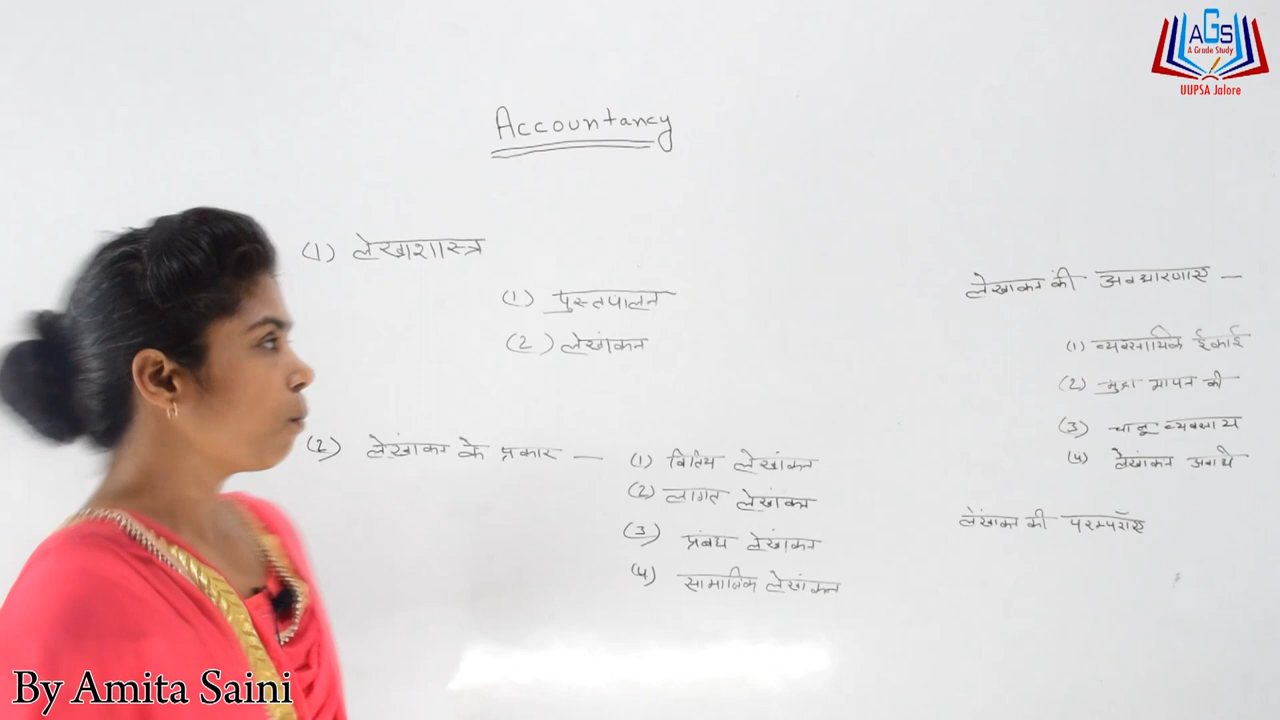 AGS
A Grade Study
UUPSA Jalore
Accountancy
(1) लेखाशास्त्र
(1) पुस्तपालन
(2) लेखांकन
(2) लेखांकन के प्रकार —
(1) वित्तिय लेखांकन
(2) लागत लेखांकन
(3) प्रंबध लेखांकन
(4) सामाजिक लेखांकन
लेखाकन की अवधारणाएं —
(1) व्यवसायिक ईकाई
(2) मुद्रा मापन की
(3) चालू व्यवसाय
(4) लेखांकन अवधि
लेखांकन की परम्पराएं
By Amita Saini